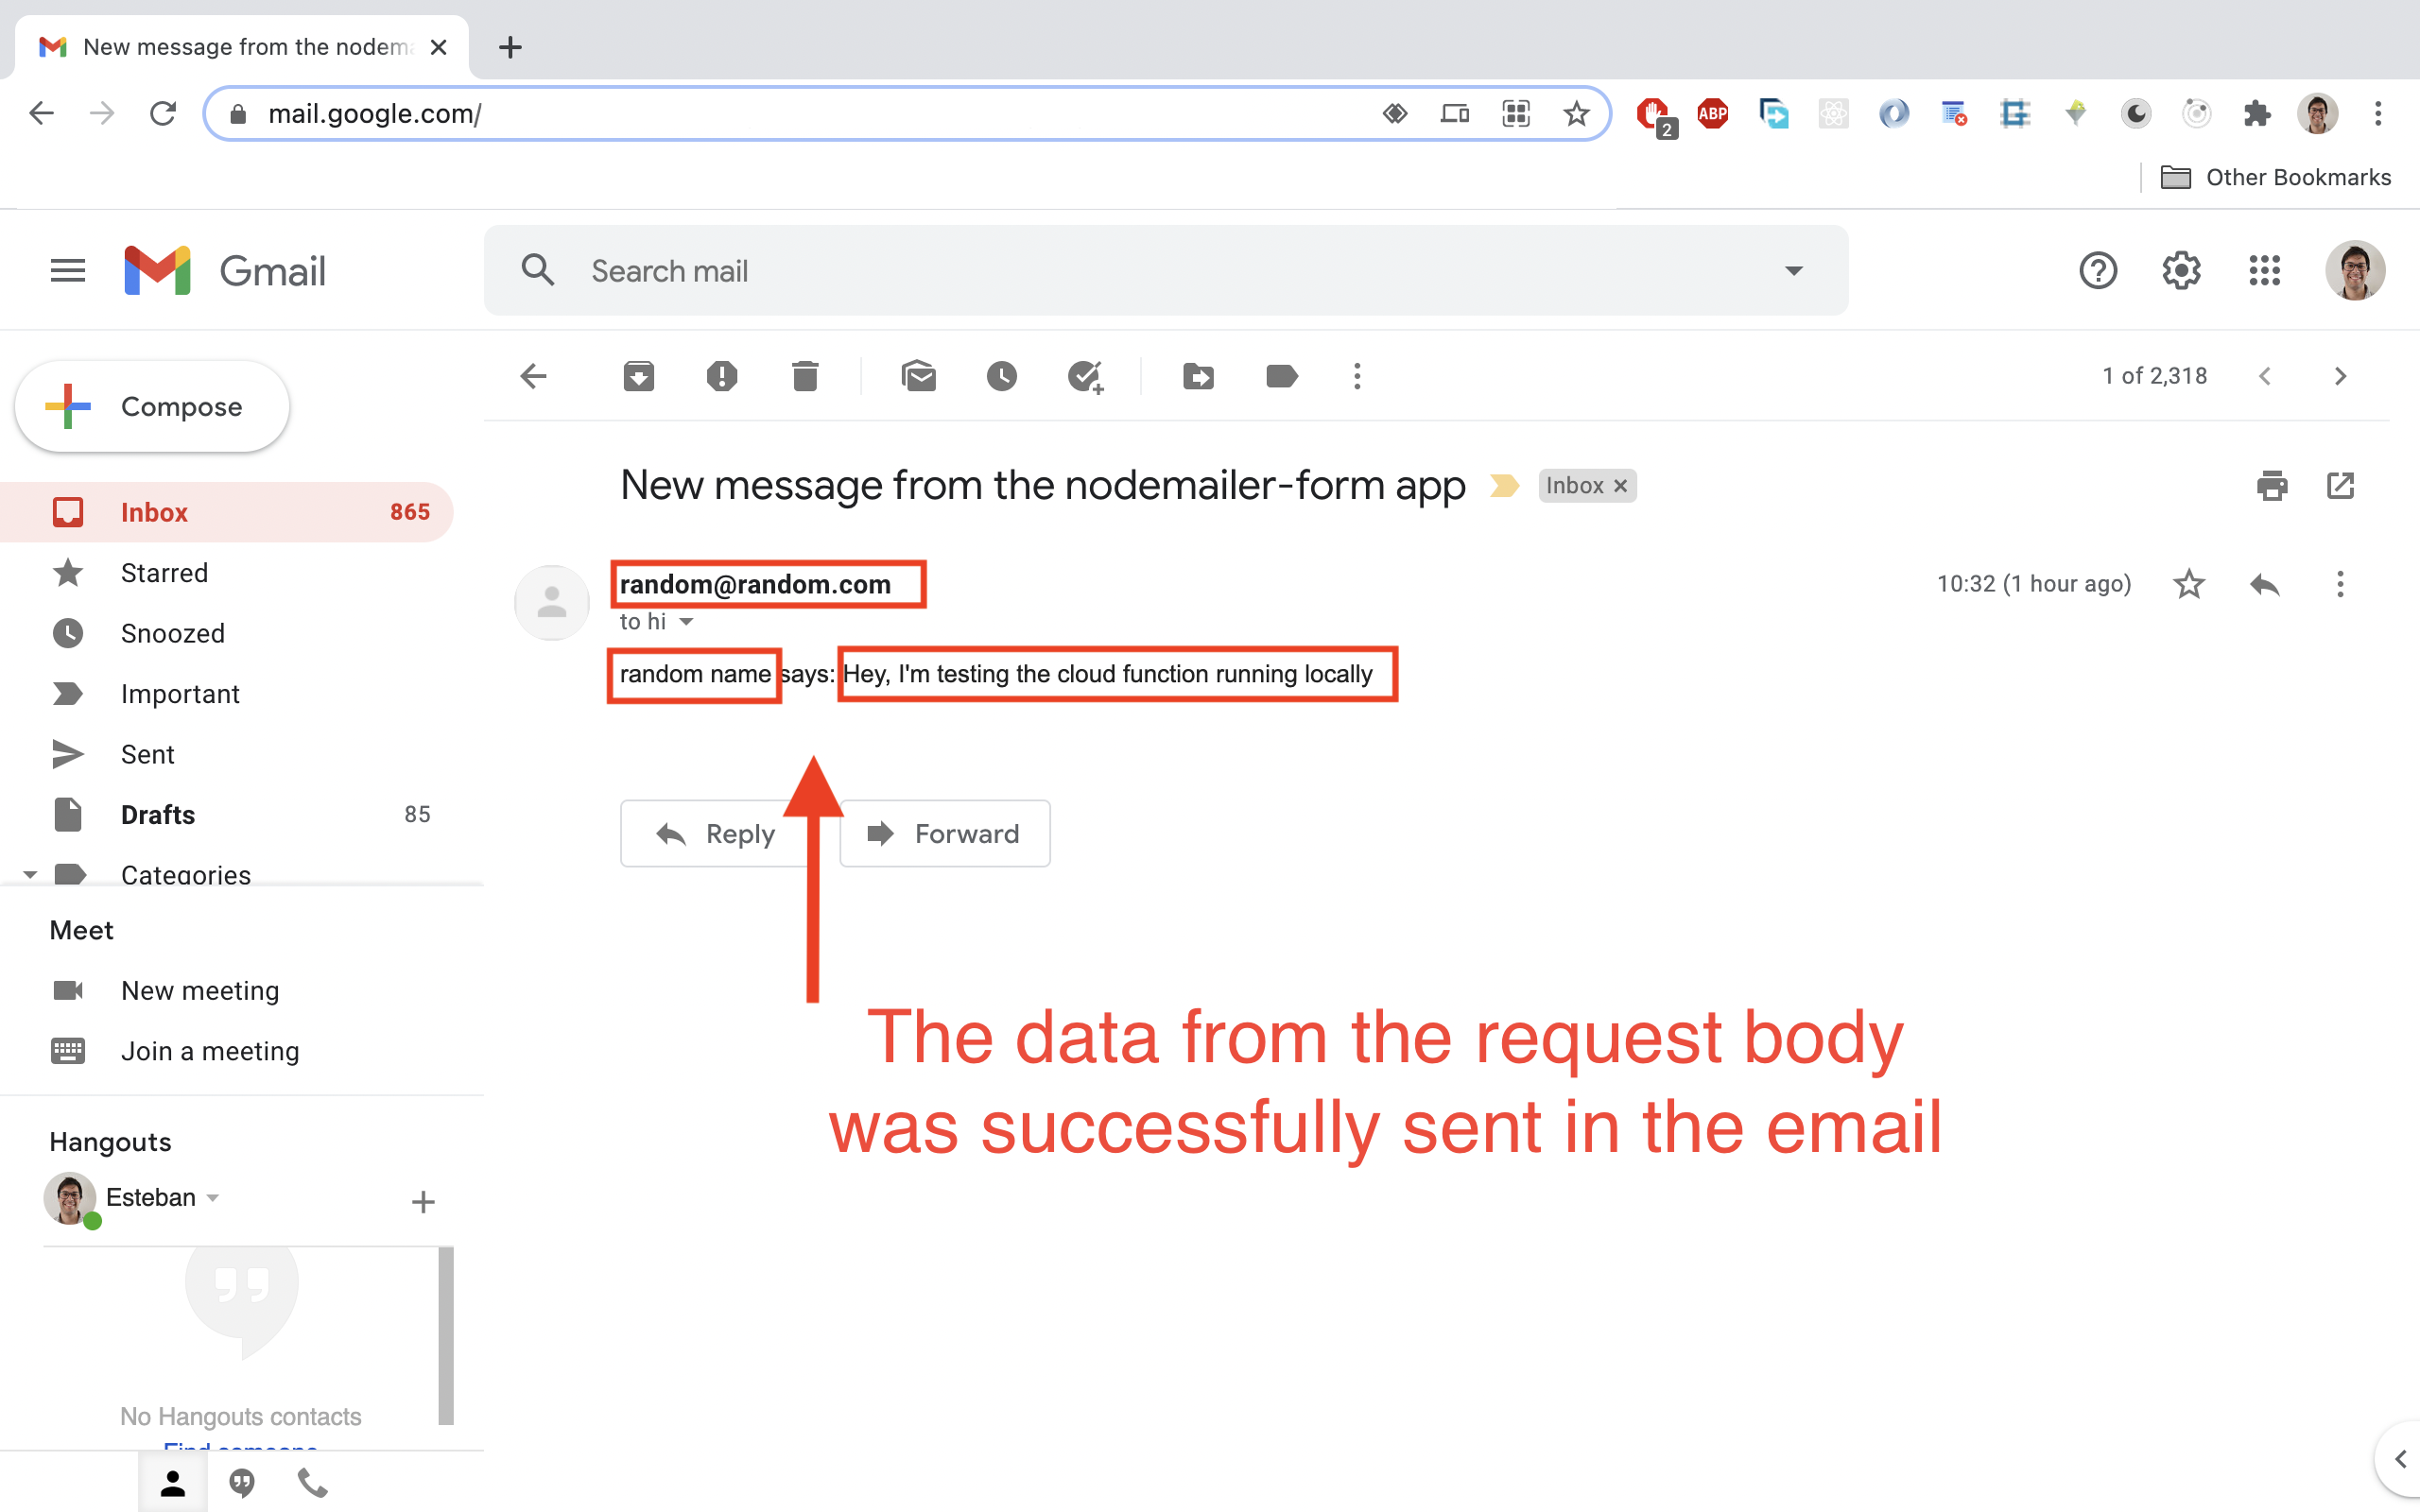 New message from the nodema
mail.google.com/
2
ABP
Other Bookmarks
Gmail
Search mail
Compose
1 of 2,318
New message from the nodemailer-form app
Inbox
Inbox
865
random@random.com
10:32 (1 hour ago)
to hi
Starred
Snoozed
random name says: Hey, I'm testing the cloud function running locally
Important
Sent
Drafts
85
Reply
Forward
Categories
Meet
New meeting
Join a meeting
The data from the request body
was successfully sent in the email
Hangouts
Esteban
No Hangouts contacts
Find someone